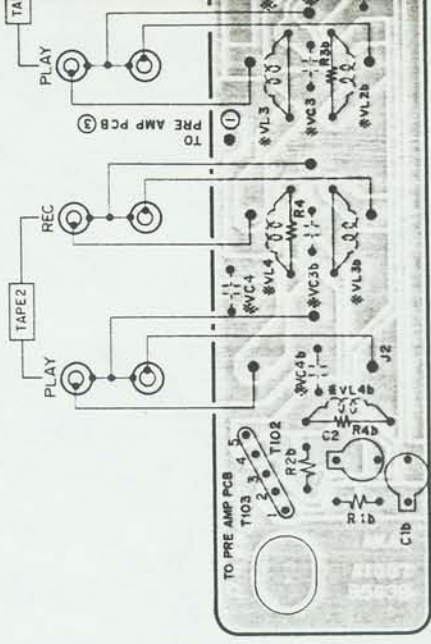 TA
PLAY
REC
TAPE2
PLAY
TO
PRE AMP PCB ③
①
※VL3
※VC3
R3b
※VL2b
※VC4
※VL4
R4
※VC3b
※VL3b
TO PRE AMP PCB
T103
1 2 3 4 5
T102
※VC4b
※VL4b
J2
R2b
C2
R4b
R1b
C1b